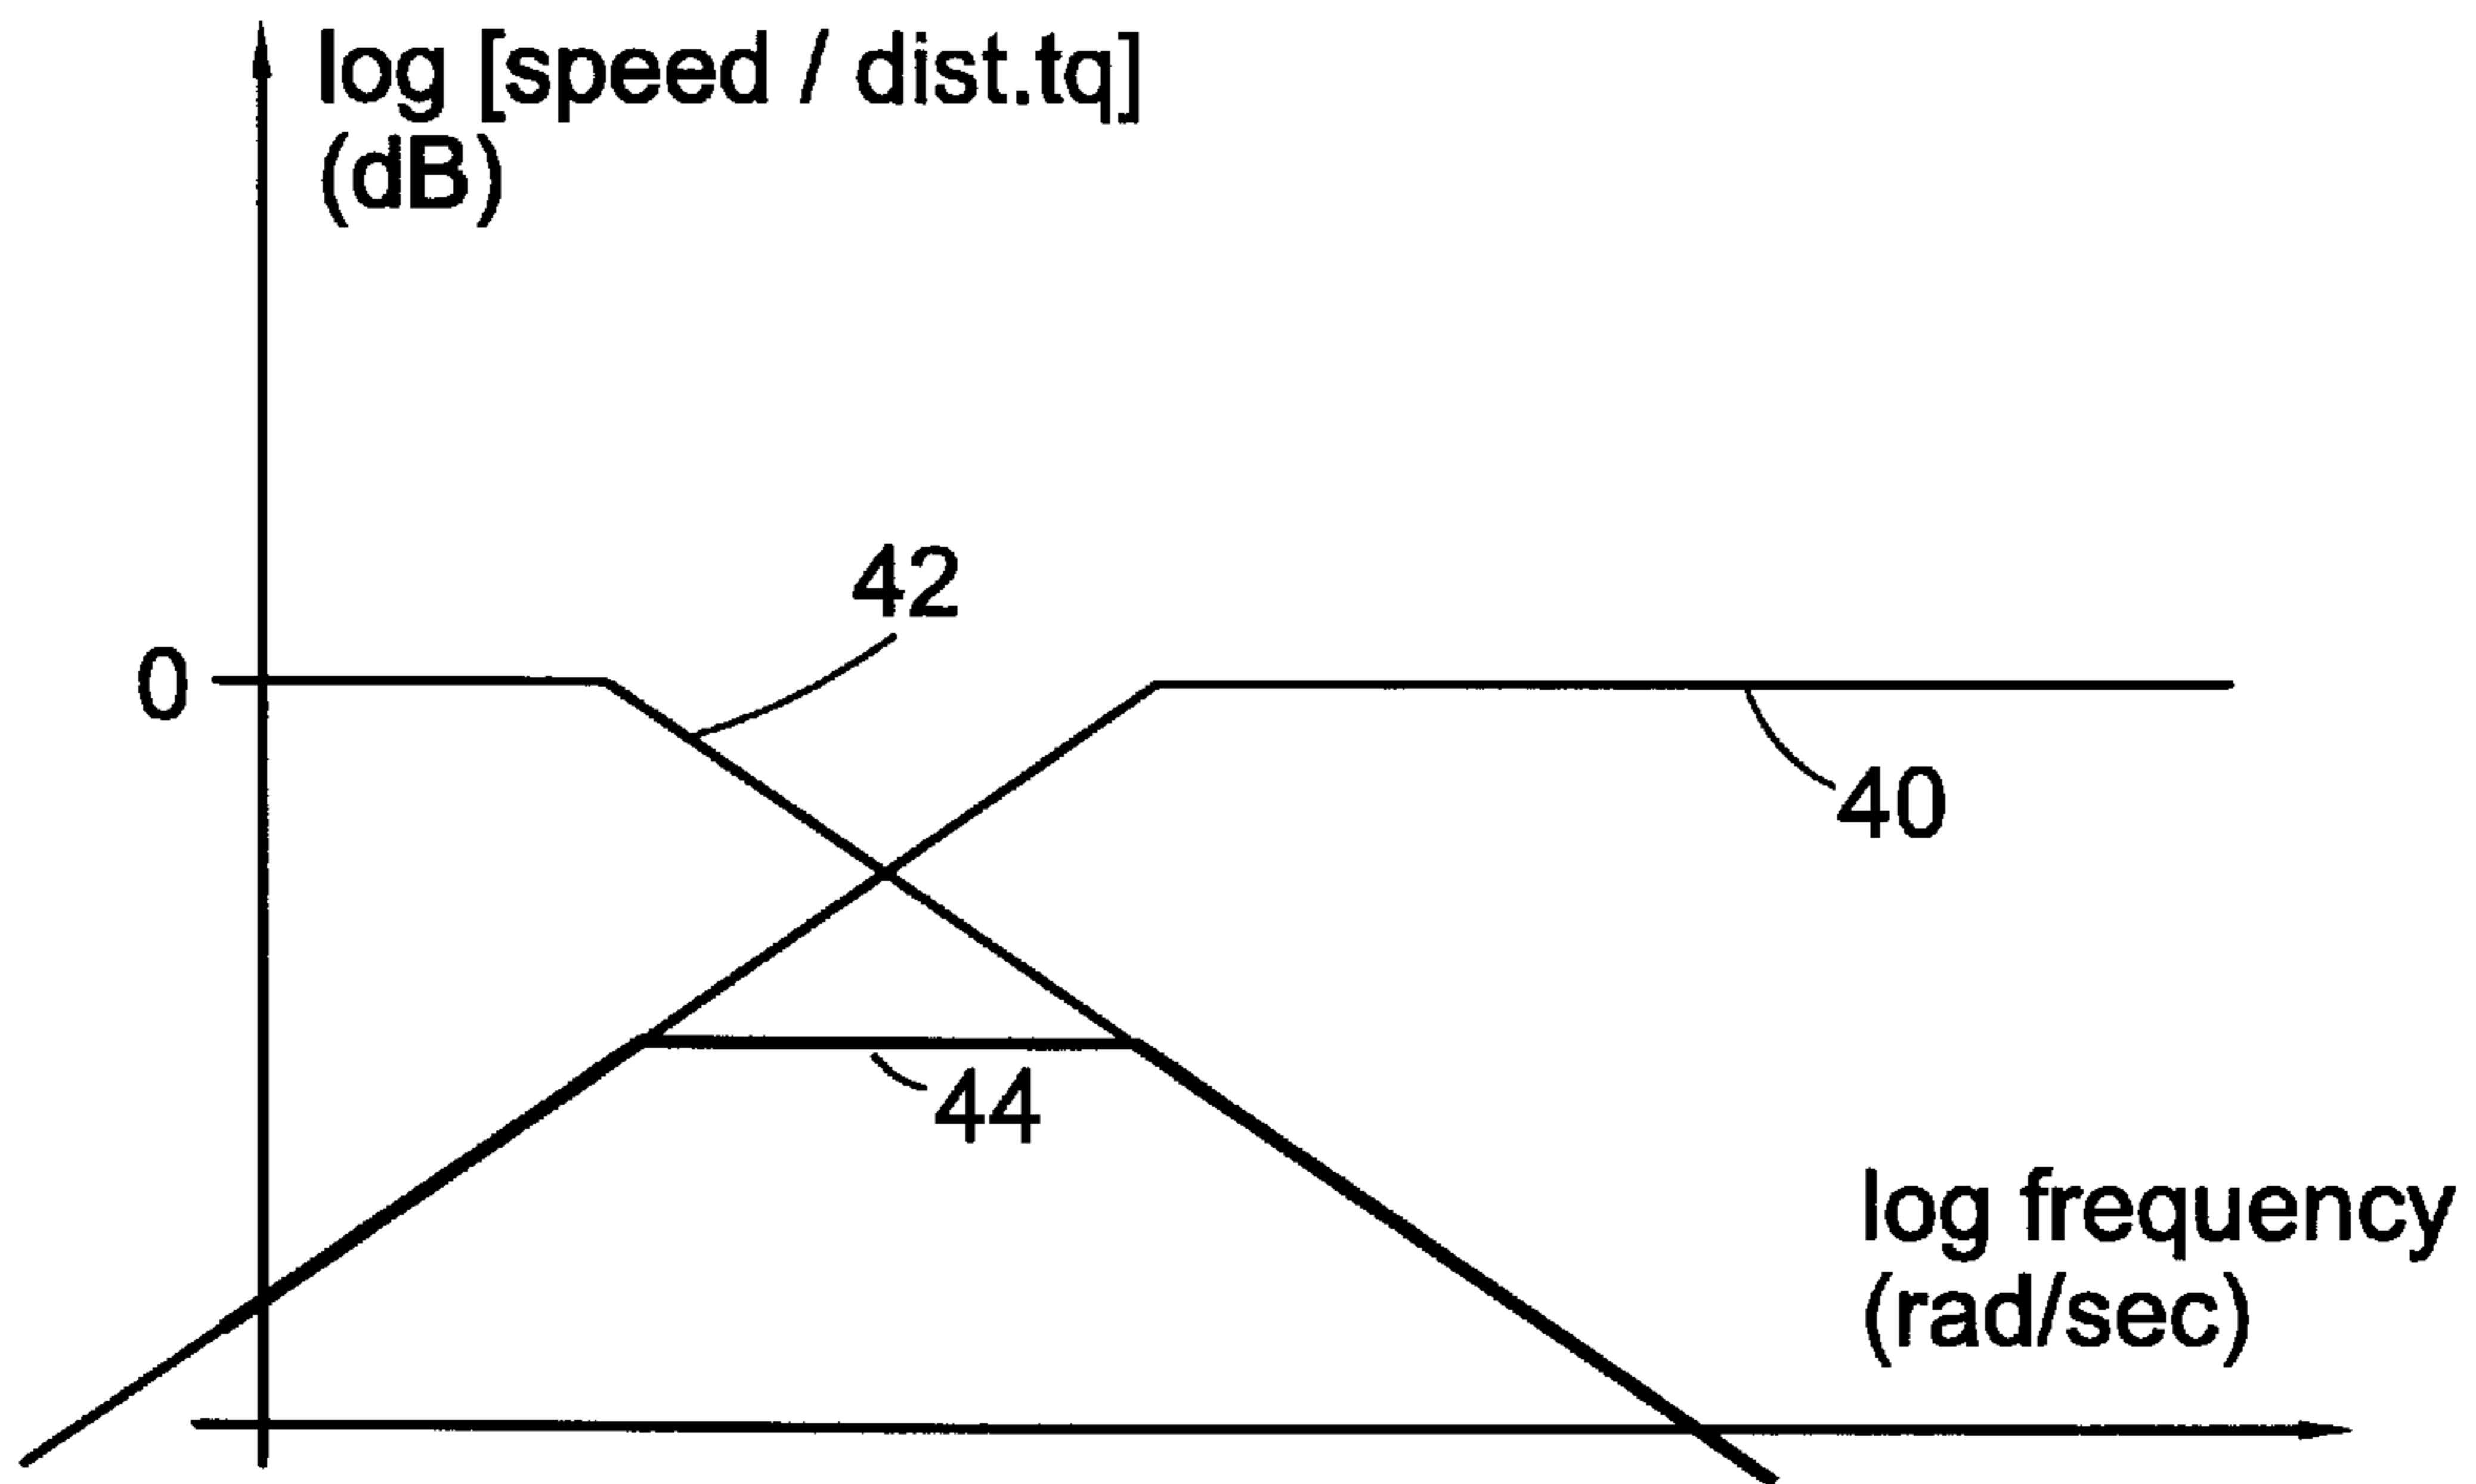 log [speed / dist.tq]
(dB)
42
0
40
44
log frequency
(rad/sec)